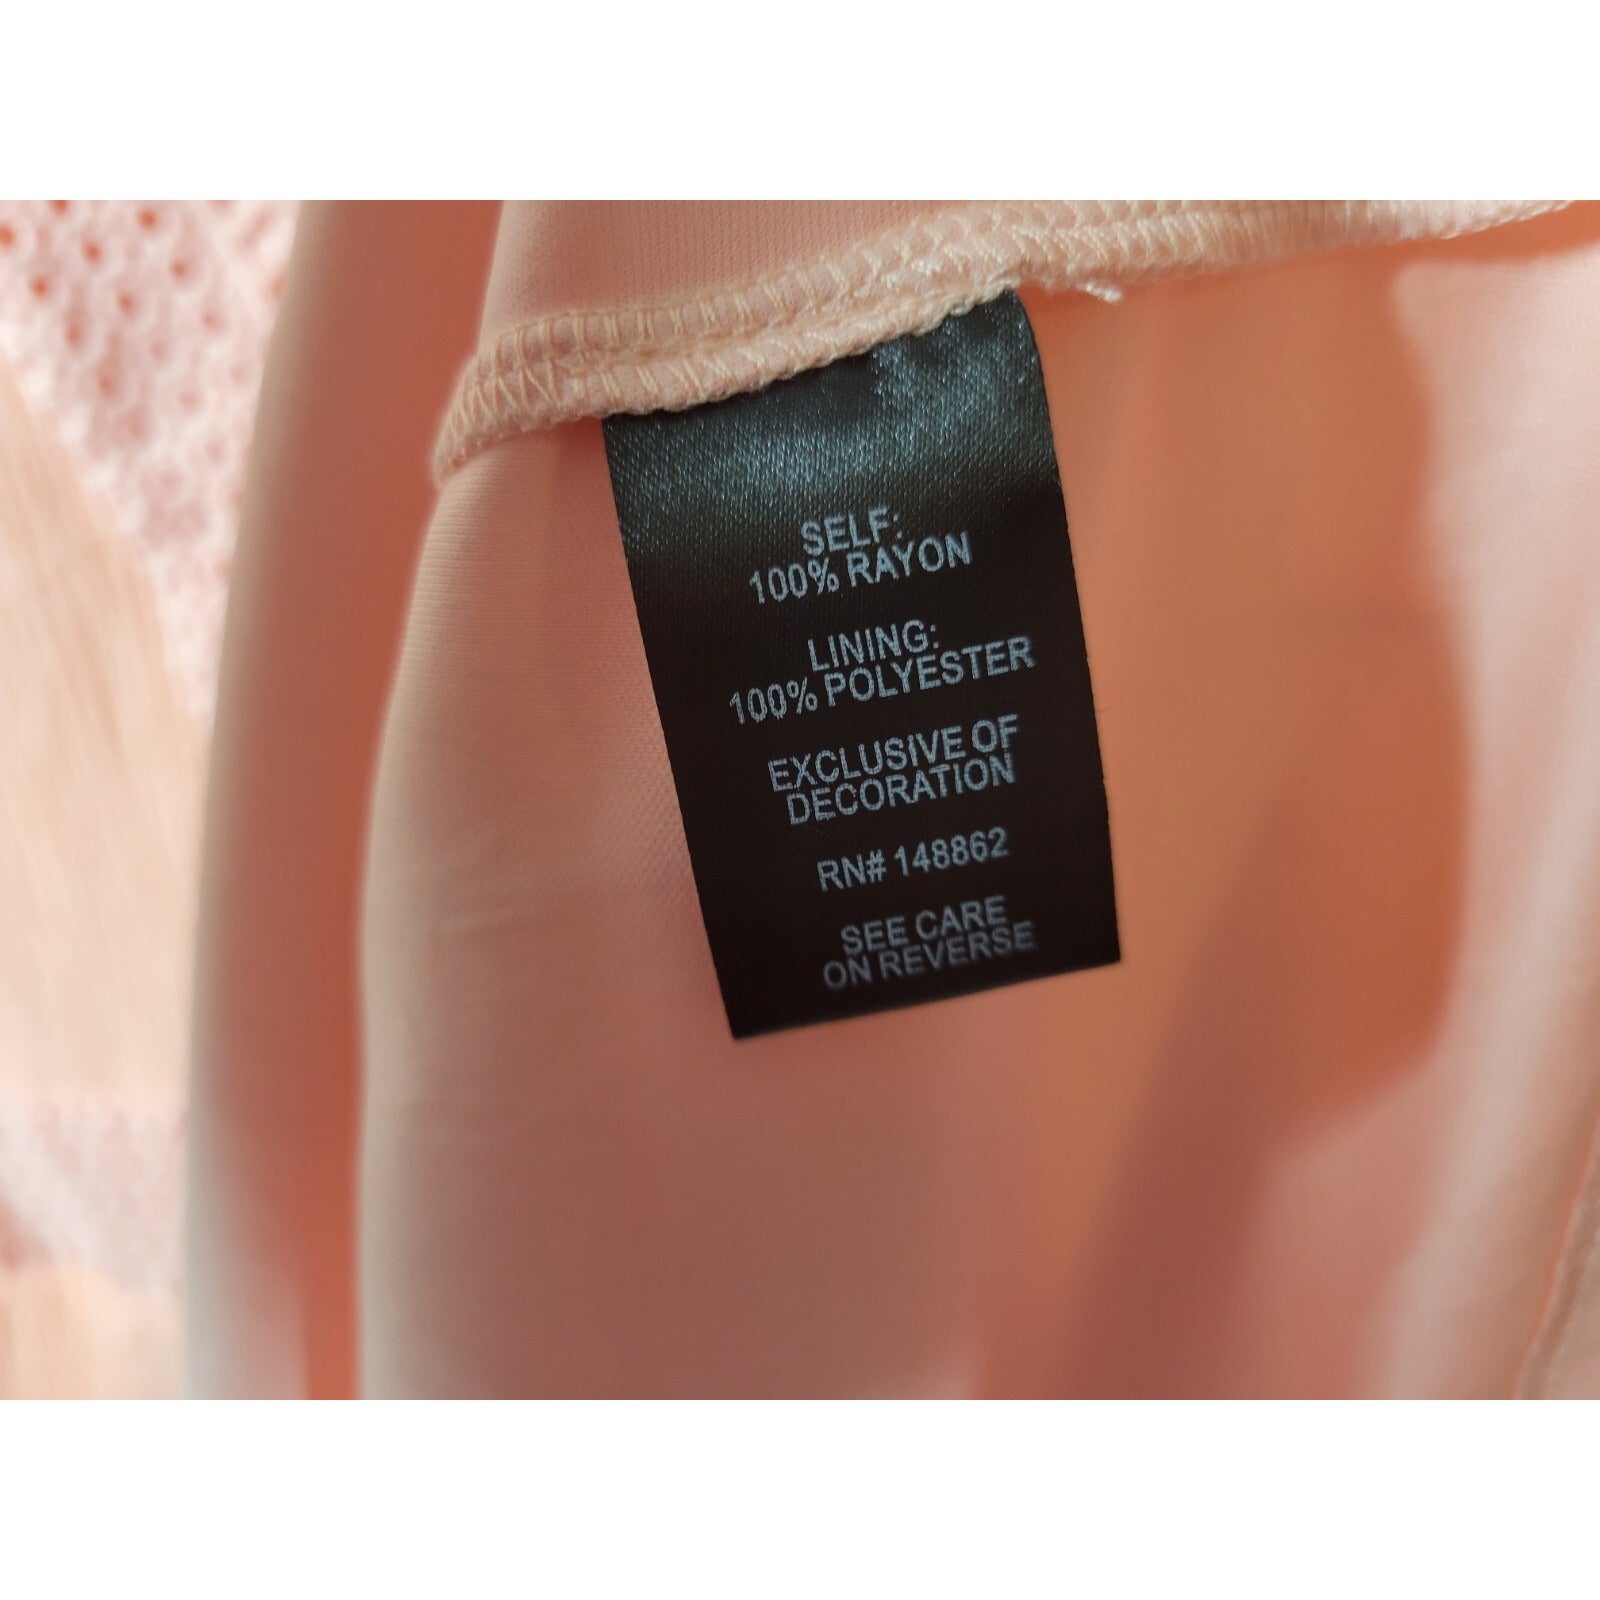 SELF:
100% RAYON
LINING:
100% POLYESTER
EXCLUSIVE OF
DECORATION
RN# 148862
SEE CARE
ON REVERSE